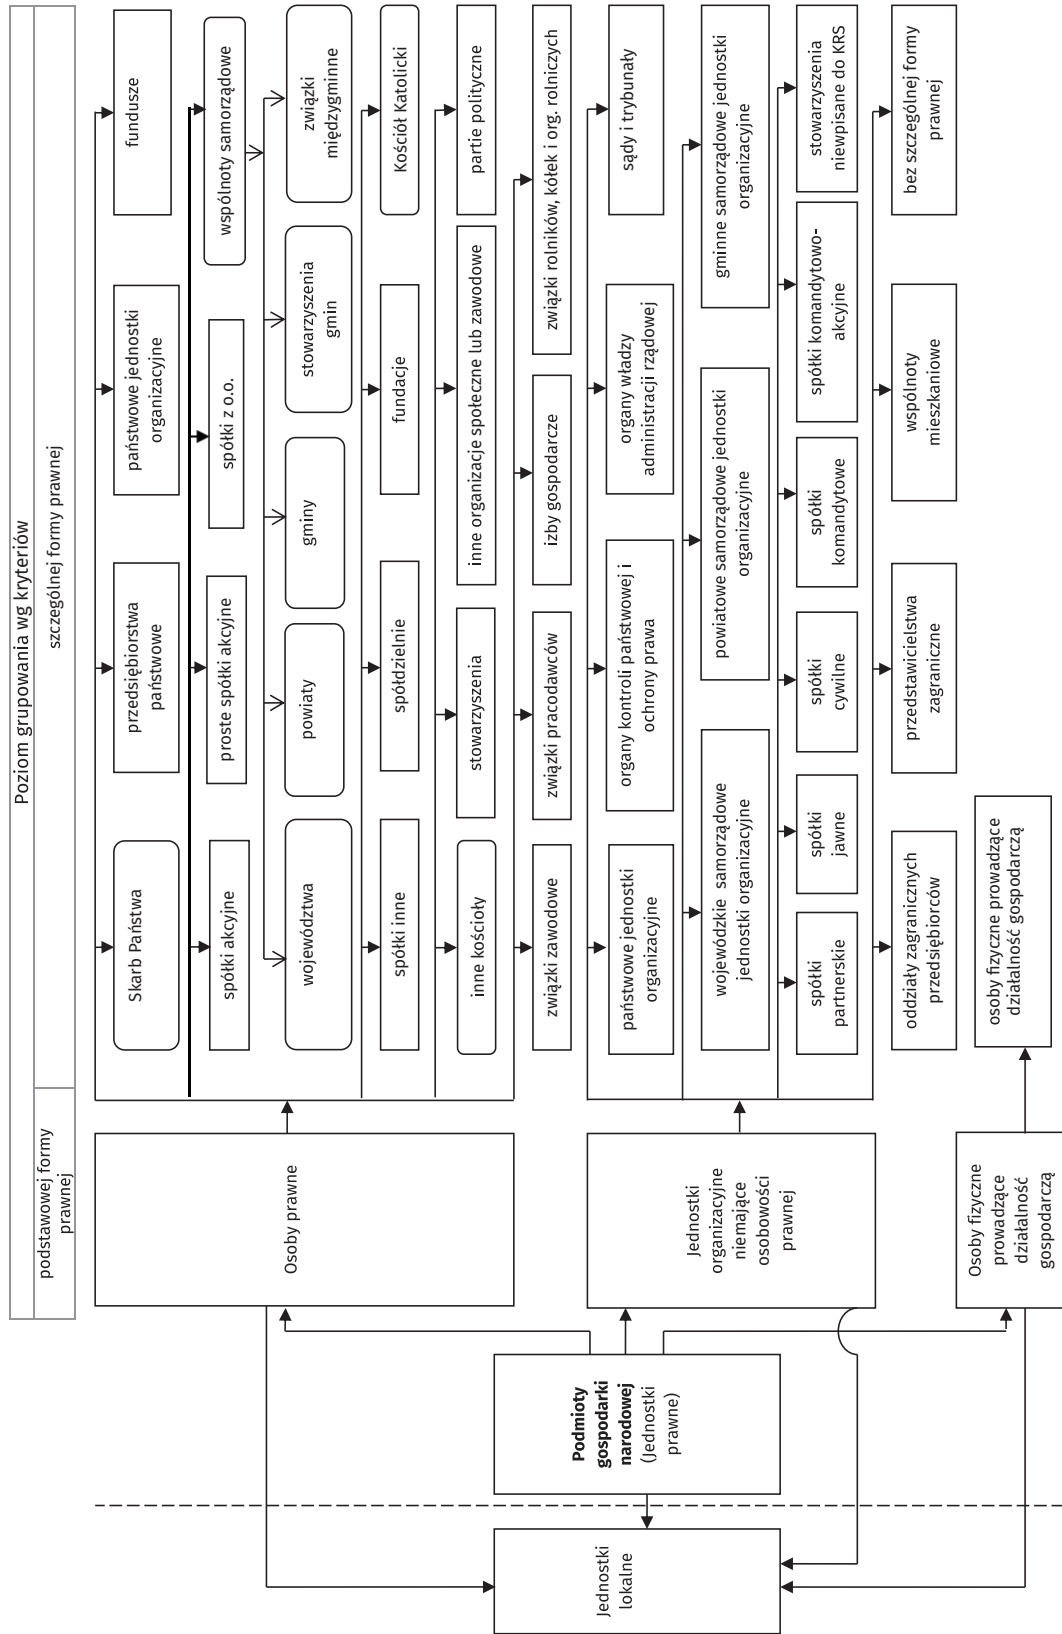 Poziom grupowania wg kryteriów
podstawowej formy
prawnej
szczególnej formy prawnej
Osoby prawne
Skarb Państwa
przedsiębiorstwa
państwowe
państwowe jednostki
organizacyjne
fundusze
spółki akcyjne
proste spółki akcyjne
spółki z o.o.
wspólnoty samorządowe
województwa
powiaty
gminy
stowarzyszenia
gmin
związki
międzygminne
spółki inne
spółdzielnie
fundacje
Kościół Katolicki
inne kościoły
stowarzyszenia
inne organizacje społeczne lub zawodowe
partie polityczne
związki zawodowe
związki pracodawców
izby gospodarcze
związki rolników, kółek i org. rolniczych
Jednostki
lokalne
Podmioty
gospodarki
narodowej
(Jednostki
prawne)
Jednostki
organizacyjne
niemające
osobowości
prawnej
państwowe jednostki
organizacyjne
organy kontroli państwowej i
ochrony prawa
organy władzy
administracji rządowej
sądy i trybunały
wojewódzkie samorządowe
jednostki organizacyjne
powiatowe samorządowe jednostki
organizacyjne
gminne samorządowe jednostki
organizacyjne
spółki
partnerskie
spółki
jawne
spółki
cywilne
spółki
komandytowe
spółki komandytowo-
akcyjne
stowarzyszenia
niewpisane do KRS
oddziały zagranicznych
przedsiębiorców
przedstawicielstwa
zagraniczne
wspólnoty
mieszkaniowe
bez szczególnej formy
prawnej
Osoby fizyczne
prowadzące
działalność
gospodarczą
osoby fizyczne prowadzące
działalność gospodarczą